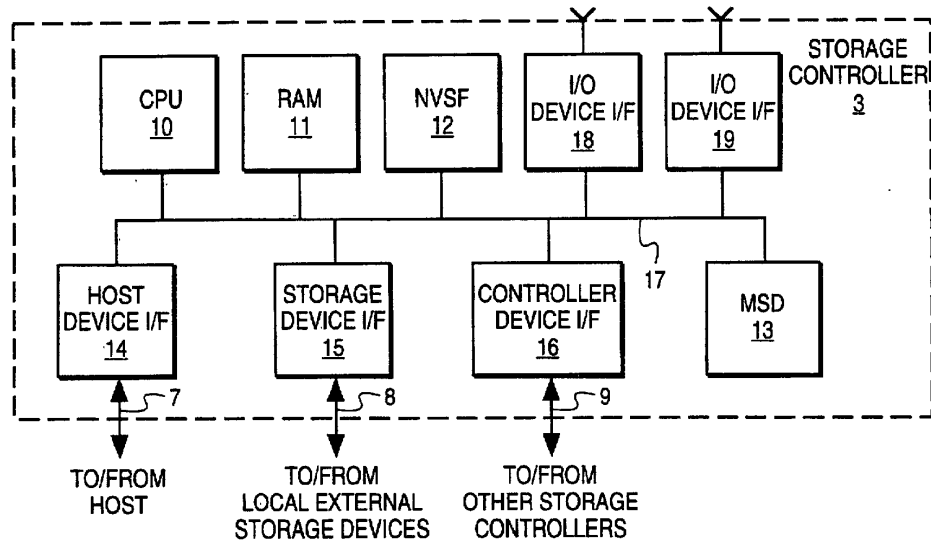 STORAGE
CONTROLLER
3
CPU
10
RAM
11
NVSF
12
I/O
DEVICE I/F
18
I/O
DEVICE I/F
19
17
HOST
DEVICE I/F
14
STORAGE
DEVICE I/F
15
CONTROLLER
DEVICE I/F
16
MSD
13
7
8
9
TO/FROM
HOST
TO/FROM
LOCAL EXTERNAL
STORAGE DEVICES
TO/FROM
OTHER STORAGE
CONTROLLERS